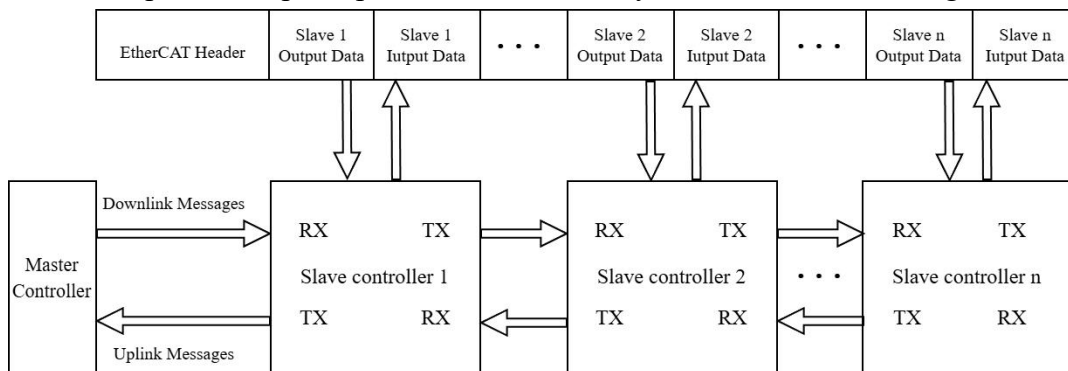 EtherCAT Header
Slave 1
Output Data
Slave 1
Iutput Data
• • •
Slave 2
Output Data
Slave 2
Iutput Data
• • •
Slave n
Output Data
Slave n
Iutput Data
Master
Controller
Downlink Messages
Uplink Messages
RX TX
Slave controller 1
TX RX
RX TX
Slave controller 2
TX RX
• • •
RX TX
Slave controller n
TX RX